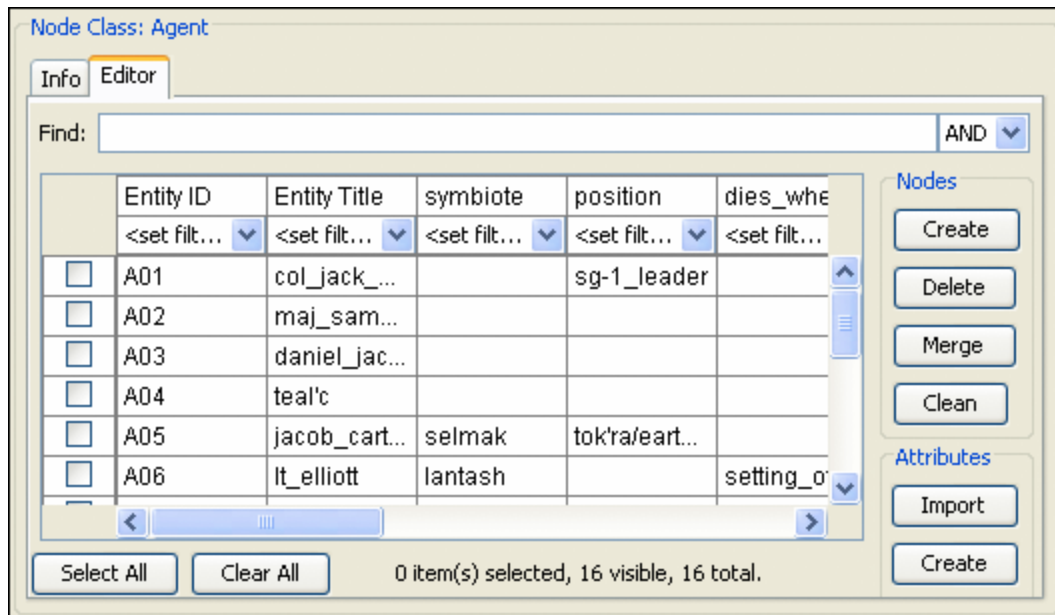 Node Class: Agent
Info Editor
Find: AND
Entity ID Entity Title symbiote position dies_whe
<set filt... <set filt... <set filt... <set filt... <set filt...
A01 col_jack_... sg-1_leader
A02 maj_sam...
A03 daniel_jac...
A04 teal'c
A05 jacob_cart... selmak tok'ra/eart...
A06 lt_elliott lantash setting_o
Nodes
Create
Delete
Merge
Clean
Attributes
Import
Create
Select All Clear All 0 item(s) selected, 16 visible, 16 total.